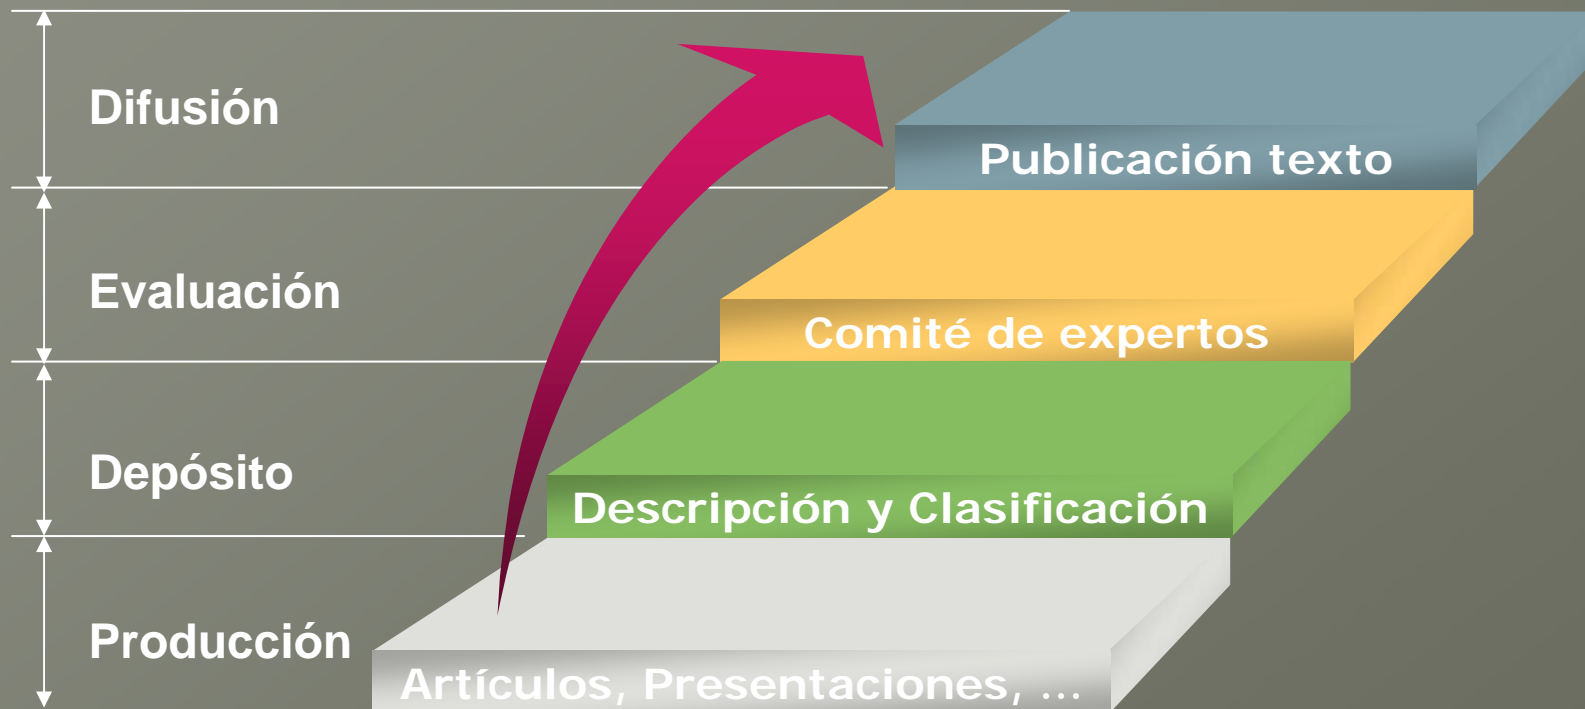 Difusión
Publicación texto
Evaluación
Comité de expertos
Depósito
Descripción y Clasificación
Producción
Artículos, Presentaciones, ...